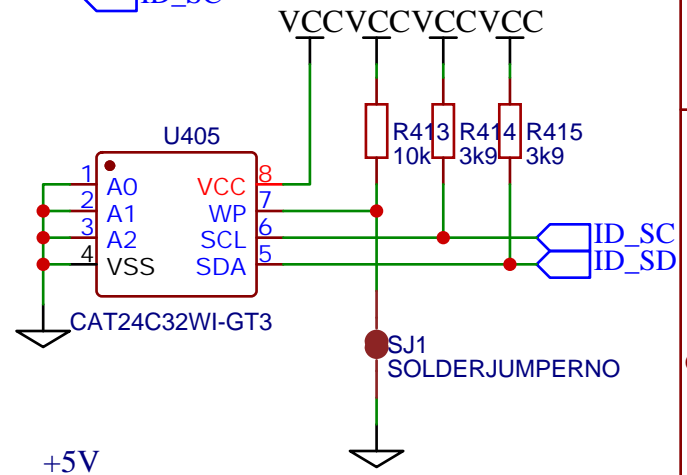 ID_SC
VCCVCCVCCVCC
U405
R413
10k
R414
3k9
R415
3k9
1 A0 VCC 8
2 A1 WP 7
3 A2 SCL 6
4 VSS SDA 5
ID_SC
ID_SD
CAT24C32WI-GT3
SJ1
SOLDERJUMPERNO
+5V